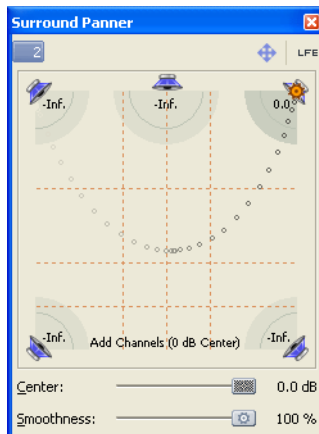 Surround Panner
2
LFE
-Inf. -Inf. 0.0
-Inf. Add Channels (0 dB Center) -Inf.
Center: 0.0 dB
Smoothness: 100 %